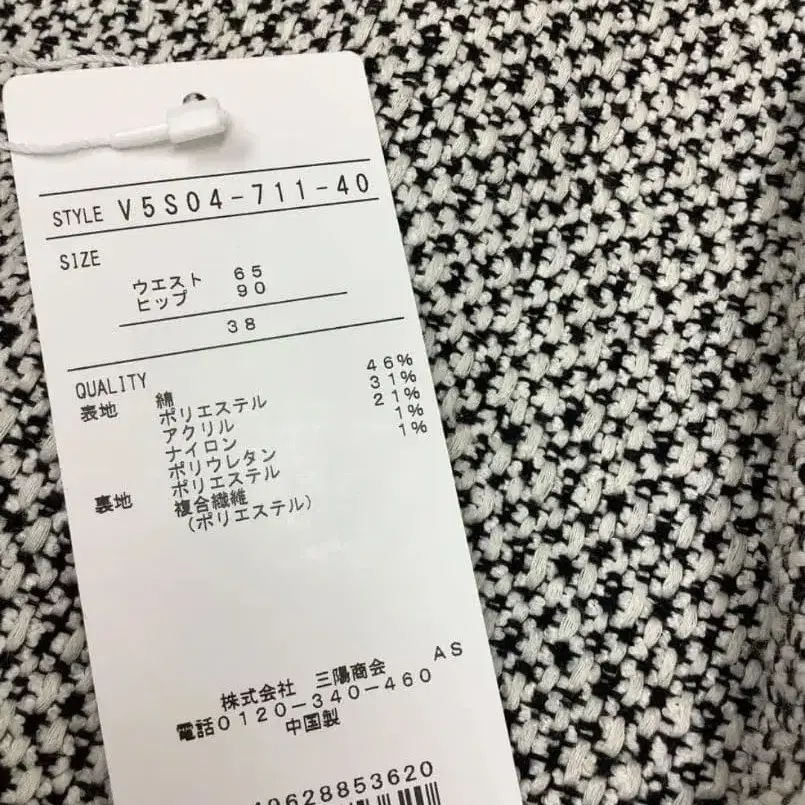 STYLE V5S04-711-40
SIZE
ウエスト 65
ヒップ 90
38
QUALITY
表地 綿 46%
ポリエステル 31%
アクリル 21%
ナイロン 1%
ポリウレタン 1%
裏地 ポリエステル
複合繊維
(ポリエステル)
株式会社 三陽商会 AS
電話0120-340-460
中国製
0628853620